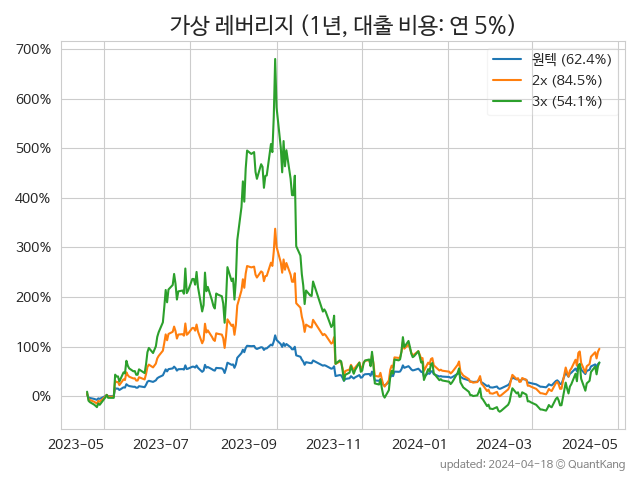 가상 레버리지 (1년, 대출 비용: 연 5%)
700%
600%
500%
400%
300%
200%
100%
0%
원텍 (62.4%)
2x (84.5%)
3x (54.1%)
2023-05 2023-07 2023-09 2023-11 2024-01 2024-03 2024-05
updated: 2024-04-18 © QuantKang